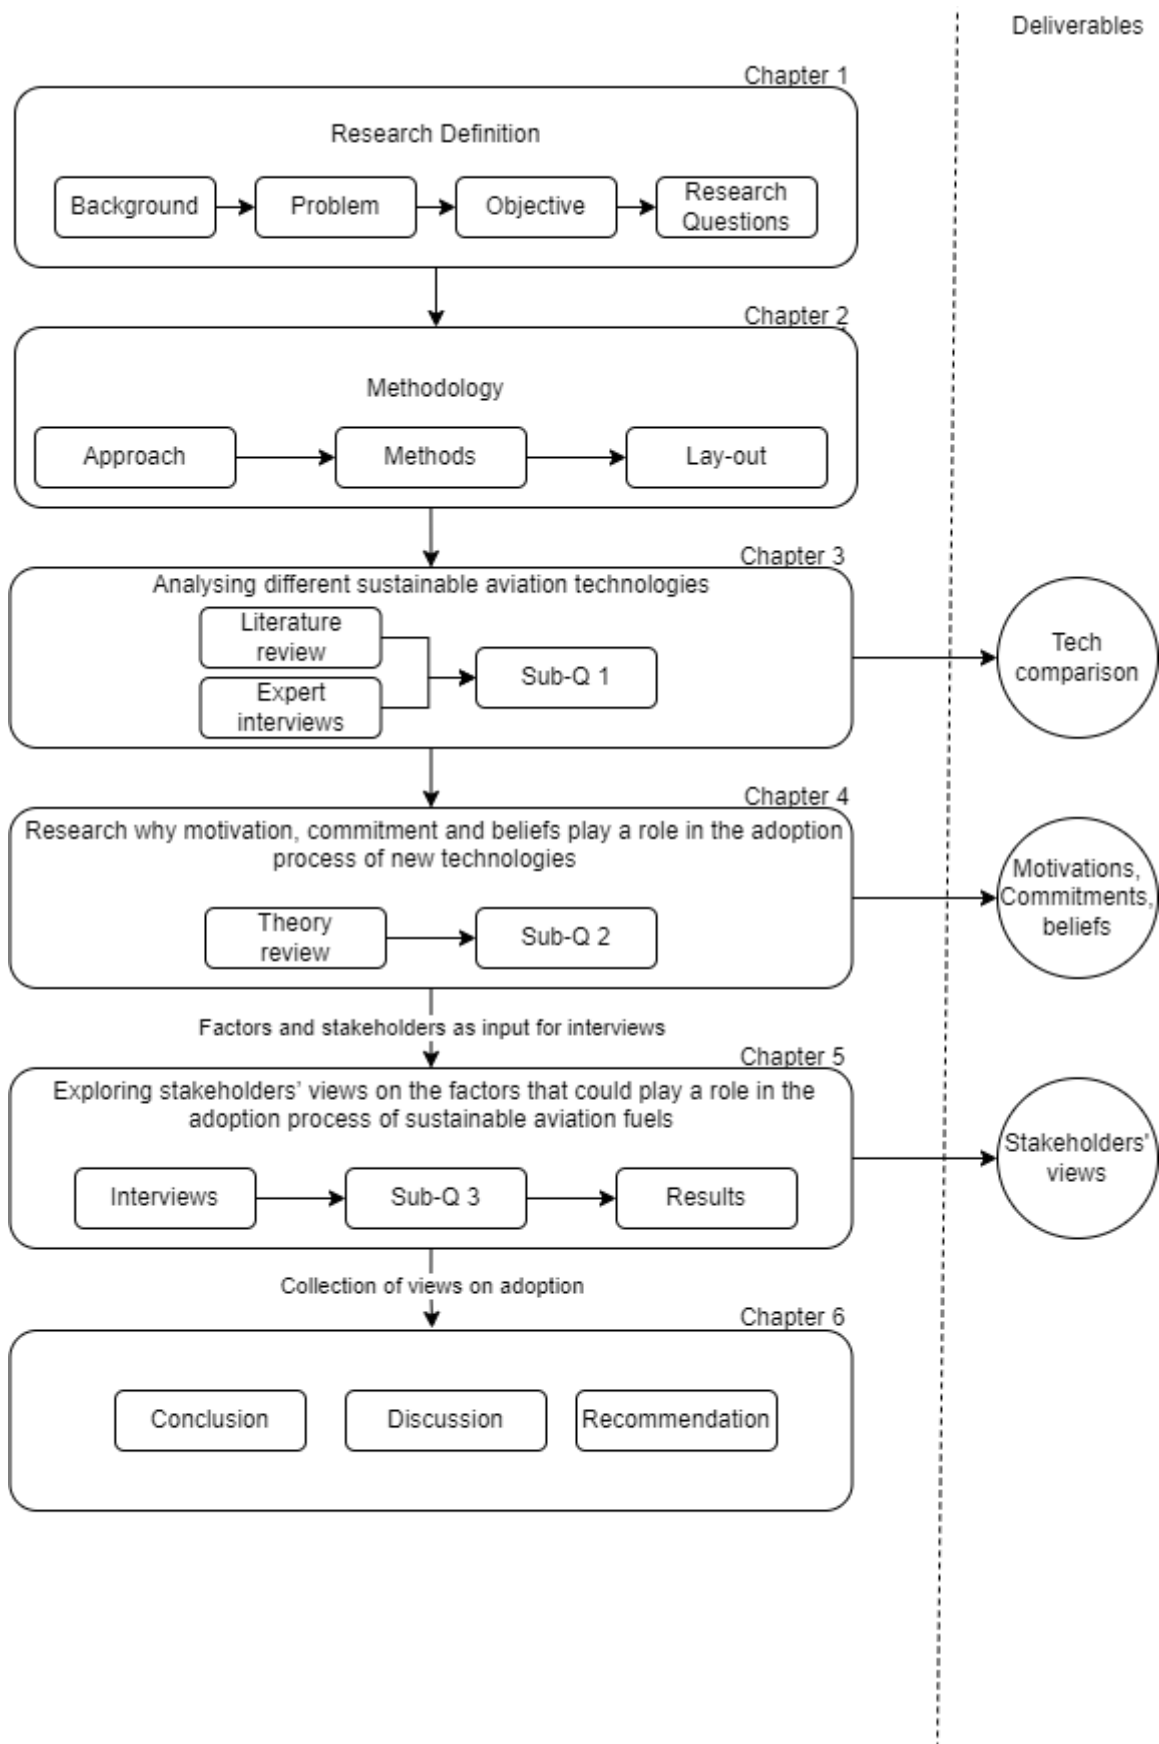 Deliverables
Chapter 1
Research Definition
Background
Problem
Objective
Research
Questions
Chapter 2
Methodology
Approach
Methods
Lay-out
Chapter 3
Analysing different sustainable aviation technologies
Literature
review
Expert
interviews
Sub-Q 1
Tech
comparison
Chapter 4
Research why motivation, commitment and beliefs play a role in the adoption
process of new technologies
Theory
review
Sub-Q 2
Motivations,
Commitments,
beliefs
Factors and stakeholders as input for interviews
Chapter 5
Exploring stakeholders' views on the factors that could play a role in the
adoption process of sustainable aviation fuels
Interviews
Sub-Q 3
Results
Stakeholders'
views
Collection of views on adoption
Chapter 6
Conclusion
Discussion
Recommendation